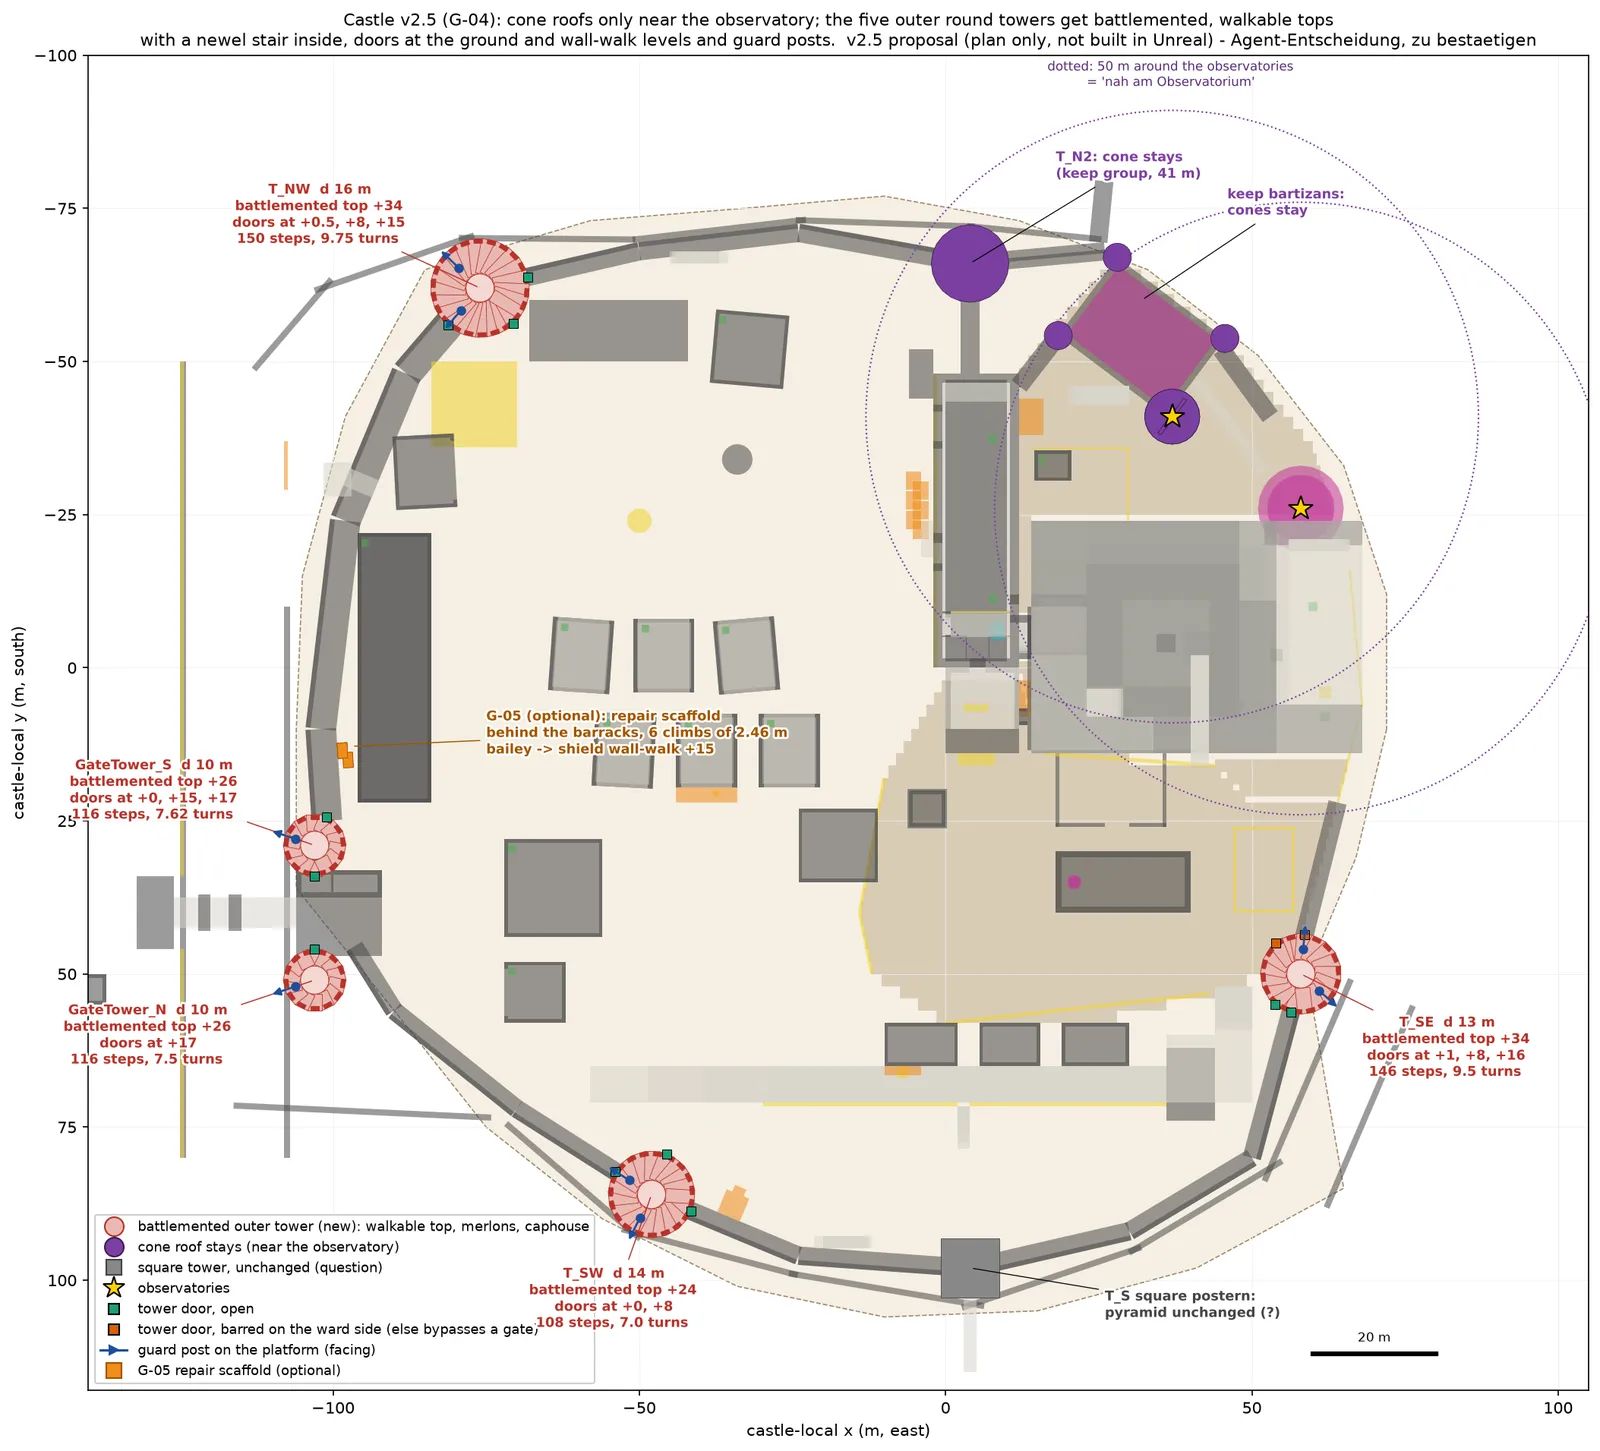 Castle v2.5 (G-04): cone roofs only near the observatory; the five outer round towers get battlemented, walkable tops
with a newel stair inside, doors at the ground and wall-walk levels and guard posts.  v2.5 proposal (plan only, not built in Unreal) - Agent-Entscheidung, zu bestaetigen
dotted: 50 m around the observatories
= 'nah am Observatorium'
T_N2: cone stays
(keep group, 41 m)
keep bartizans:
cones stay
T_NW  d 16 m
battlemented top +34
doors at +0.5, +8, +15
150 steps, 9.75 turns
G-05 (optional): repair scaffold
behind the barracks, 6 climbs of 2.46 m
bailey -> shield wall-walk +15
GateTower_S  d 10 m
battlemented top +26
doors at +0, +15, +17
116 steps, 7.62 turns
GateTower_N  d 10 m
battlemented top +26
doors at +17
116 steps, 7.5 turns
T_SE  d 13 m
battlemented top +34
doors at +1, +8, +16
146 steps, 9.5 turns
T_SW  d 14 m
battlemented top +24
doors at +0, +8
108 steps, 7.0 turns
T_S square postern:
pyramid unchanged (?)
battlemented outer tower (new): walkable top, merlons, caphouse
cone roof stays (near the observatory)
square tower, unchanged (question)
observatories
tower door, open
tower door, barred on the ward side (else bypasses a gate)
guard post on the platform (facing)
G-05 repair scaffold (optional)
20 m
−100
−75
−50
−25
0
25
50
75
100
castle-local y (m, south)
−100
−50
0
50
100
castle-local x (m, east)